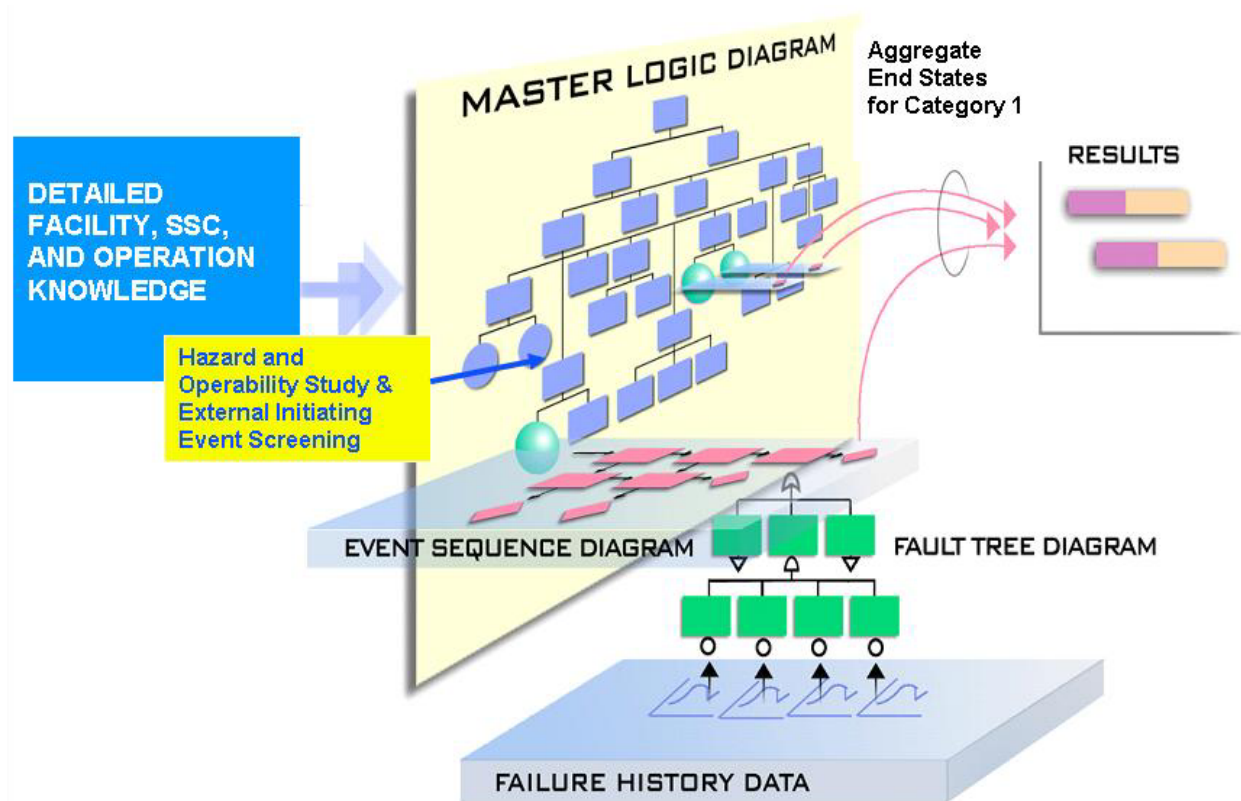 MASTER LOGIC DIAGRAM
Aggregate
End States
for Category 1
RESULTS
DETAILED
FACILITY, SSC,
AND OPERATION
KNOWLEDGE
Hazard and
Operability Study &
External Initiating
Event Screening
EVENT SEQUENCE DIAGRAM
FAULT TREE DIAGRAM
FAILURE HISTORY DATA